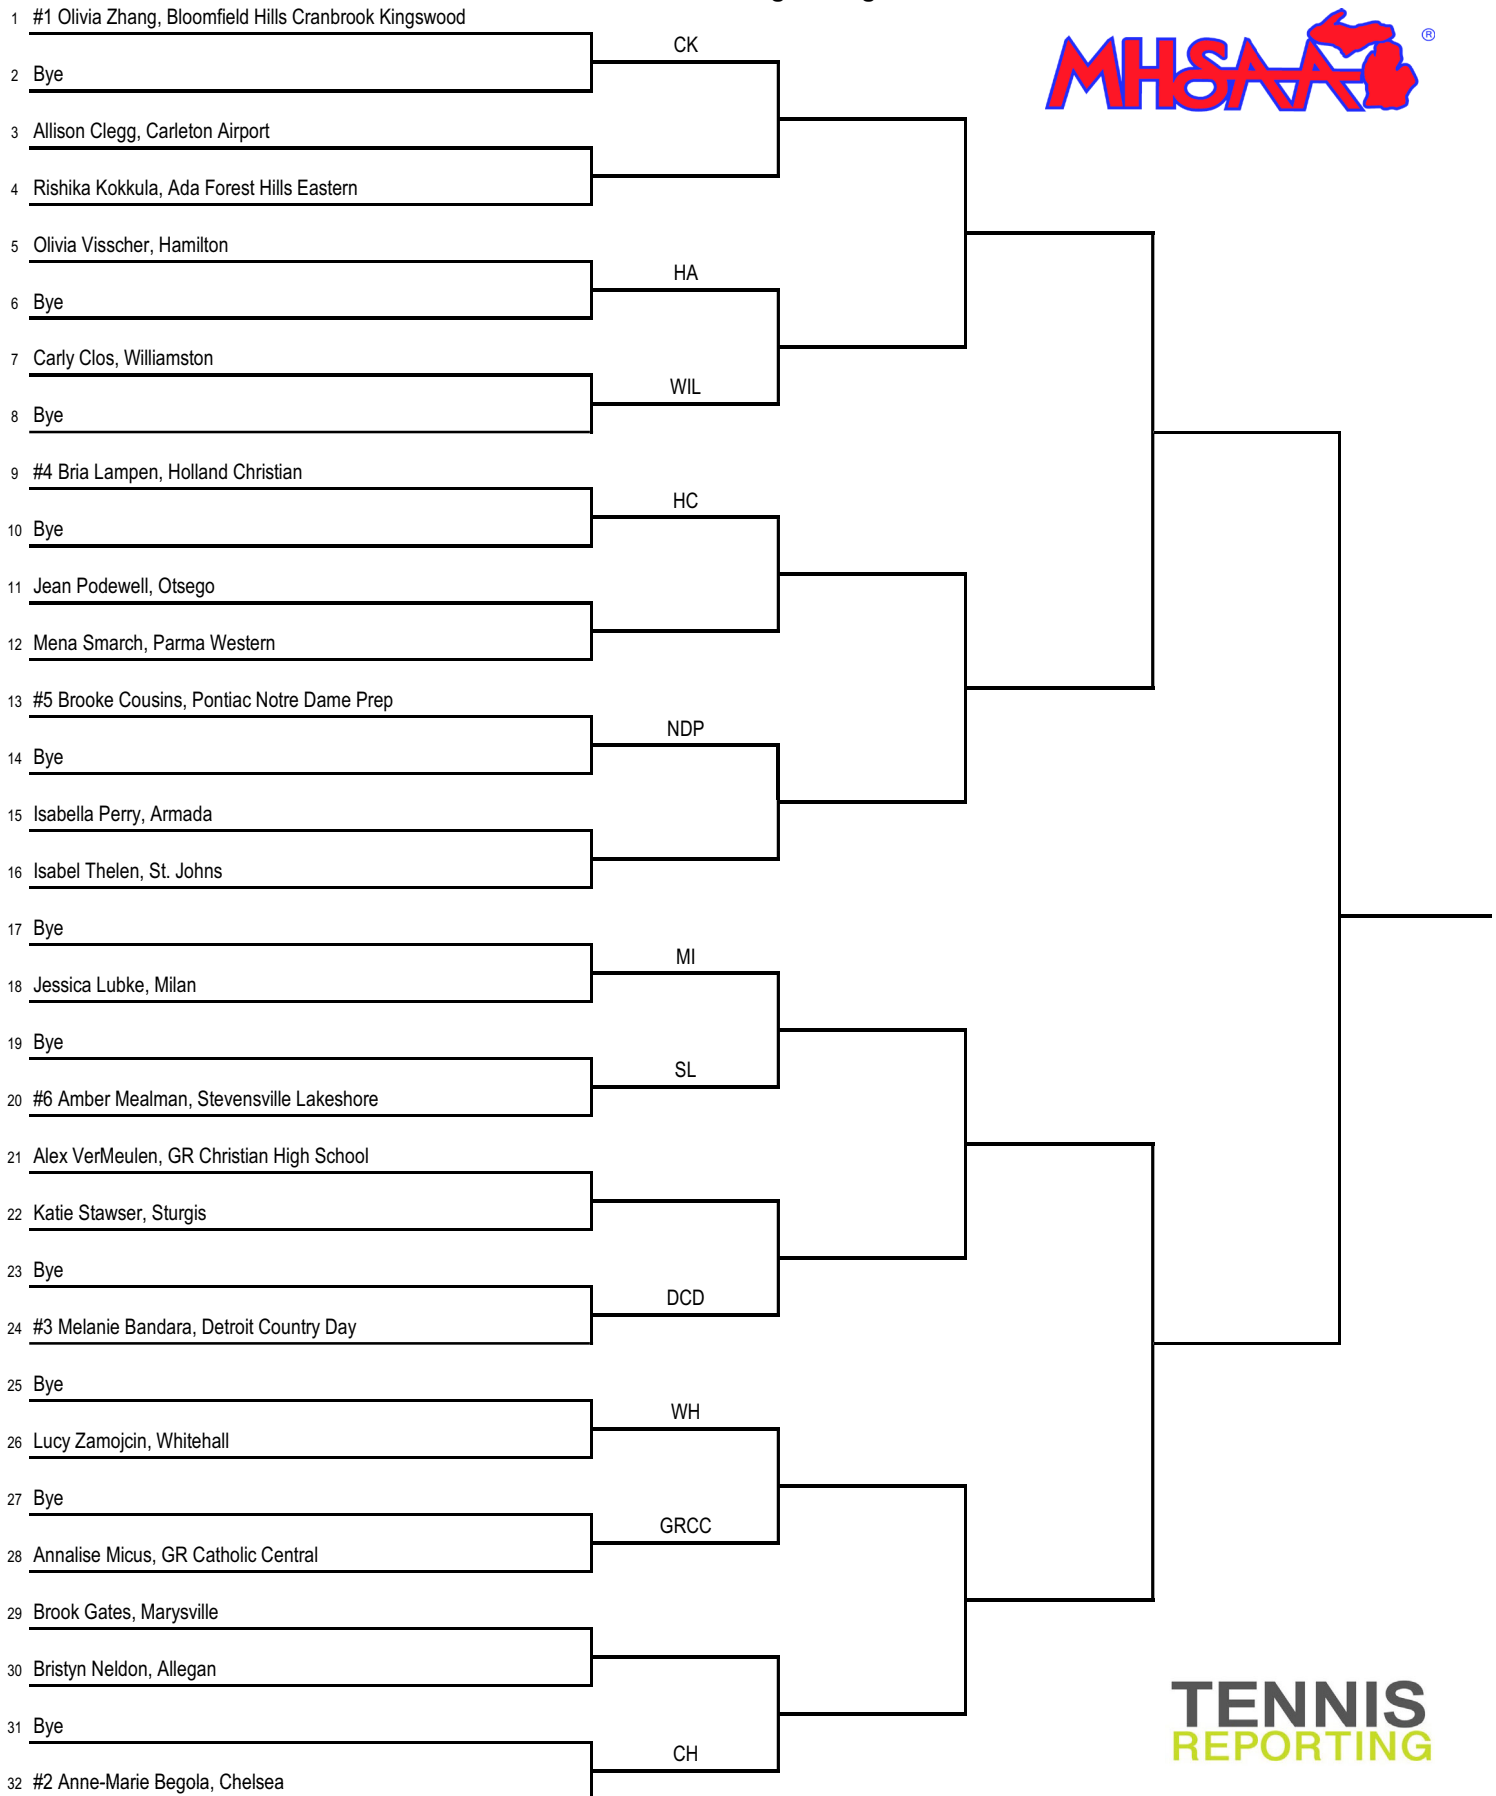 1 #1 Olivia Zhang, Bloomfield Hills Cranbrook Kingswood
CK
MHSAA ®
2 Bye
3 Allison Clegg, Carleton Airport
4 Rishika Kokkula, Ada Forest Hills Eastern
5 Olivia Visscher, Hamilton
HA
6 Bye
7 Carly Clos, Williamston
WIL
8 Bye
9 #4 Bria Lampen, Holland Christian
HC
10 Bye
11 Jean Podewell, Otsego
12 Mena Smarch, Parma Western
13 #5 Brooke Cousins, Pontiac Notre Dame Prep
NDP
14 Bye
15 Isabella Perry, Armada
16 Isabel Thelen, St. Johns
17 Bye
MI
18 Jessica Lubke, Milan
19 Bye
SL
20 #6 Amber Mealman, Stevensville Lakeshore
21 Alex VerMeulen, GR Christian High School
22 Katie Stawser, Sturgis
23 Bye
DCD
24 #3 Melanie Bandara, Detroit Country Day
25 Bye
WH
26 Lucy Zamojcin, Whitehall
27 Bye
GRCC
28 Annalise Micus, GR Catholic Central
29 Brook Gates, Marysville
30 Bristyn Neldon, Allegan
31 Bye
CH
32 #2 Anne-Marie Begola, Chelsea
TENNIS
REPORTING